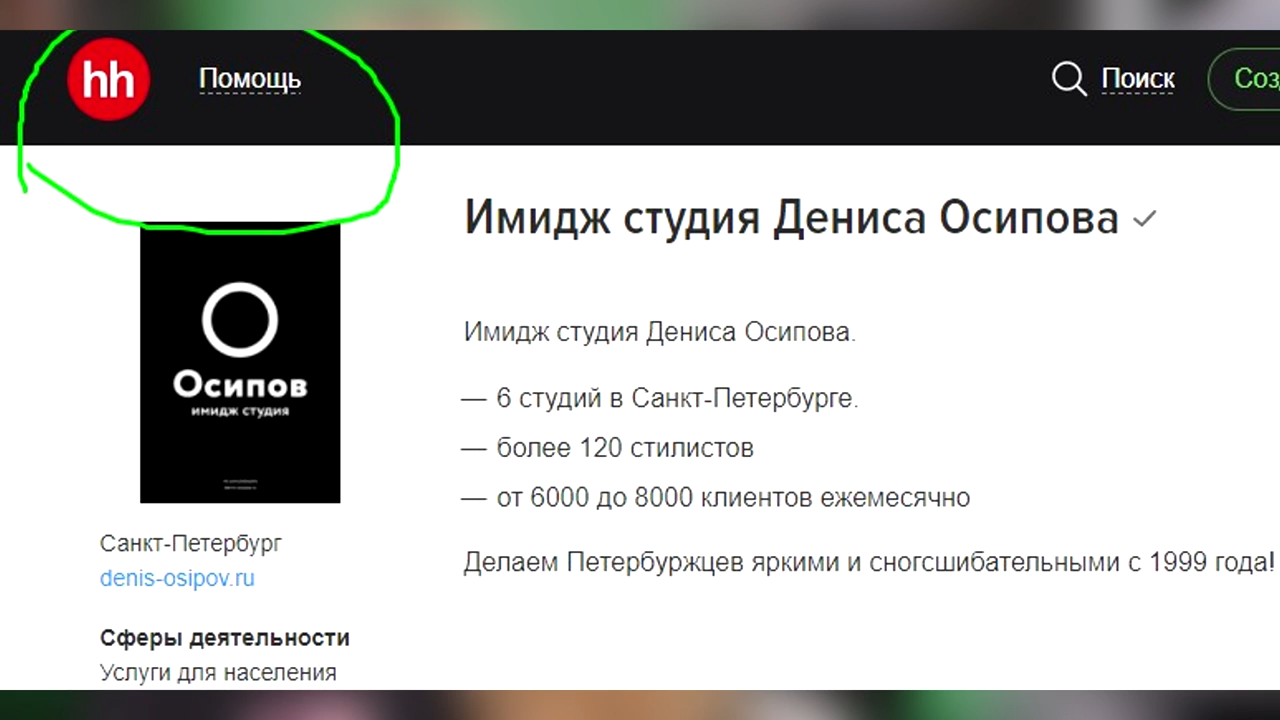 hh Помощь Поиск Соз
Имидж студия Дениса Осипова
Осипов
имидж студия
Имидж студия Дениса Осипова.
— 6 студий в Санкт-Петербурге.
— более 120 стилистов
— от 6000 до 8000 клиентов ежемесячно
Делаем Петербуржцев яркими и сногсшибательными с 1999 года!
Санкт-Петербург
denis-osipov.ru
Сферы деятельности
Услуги для населения